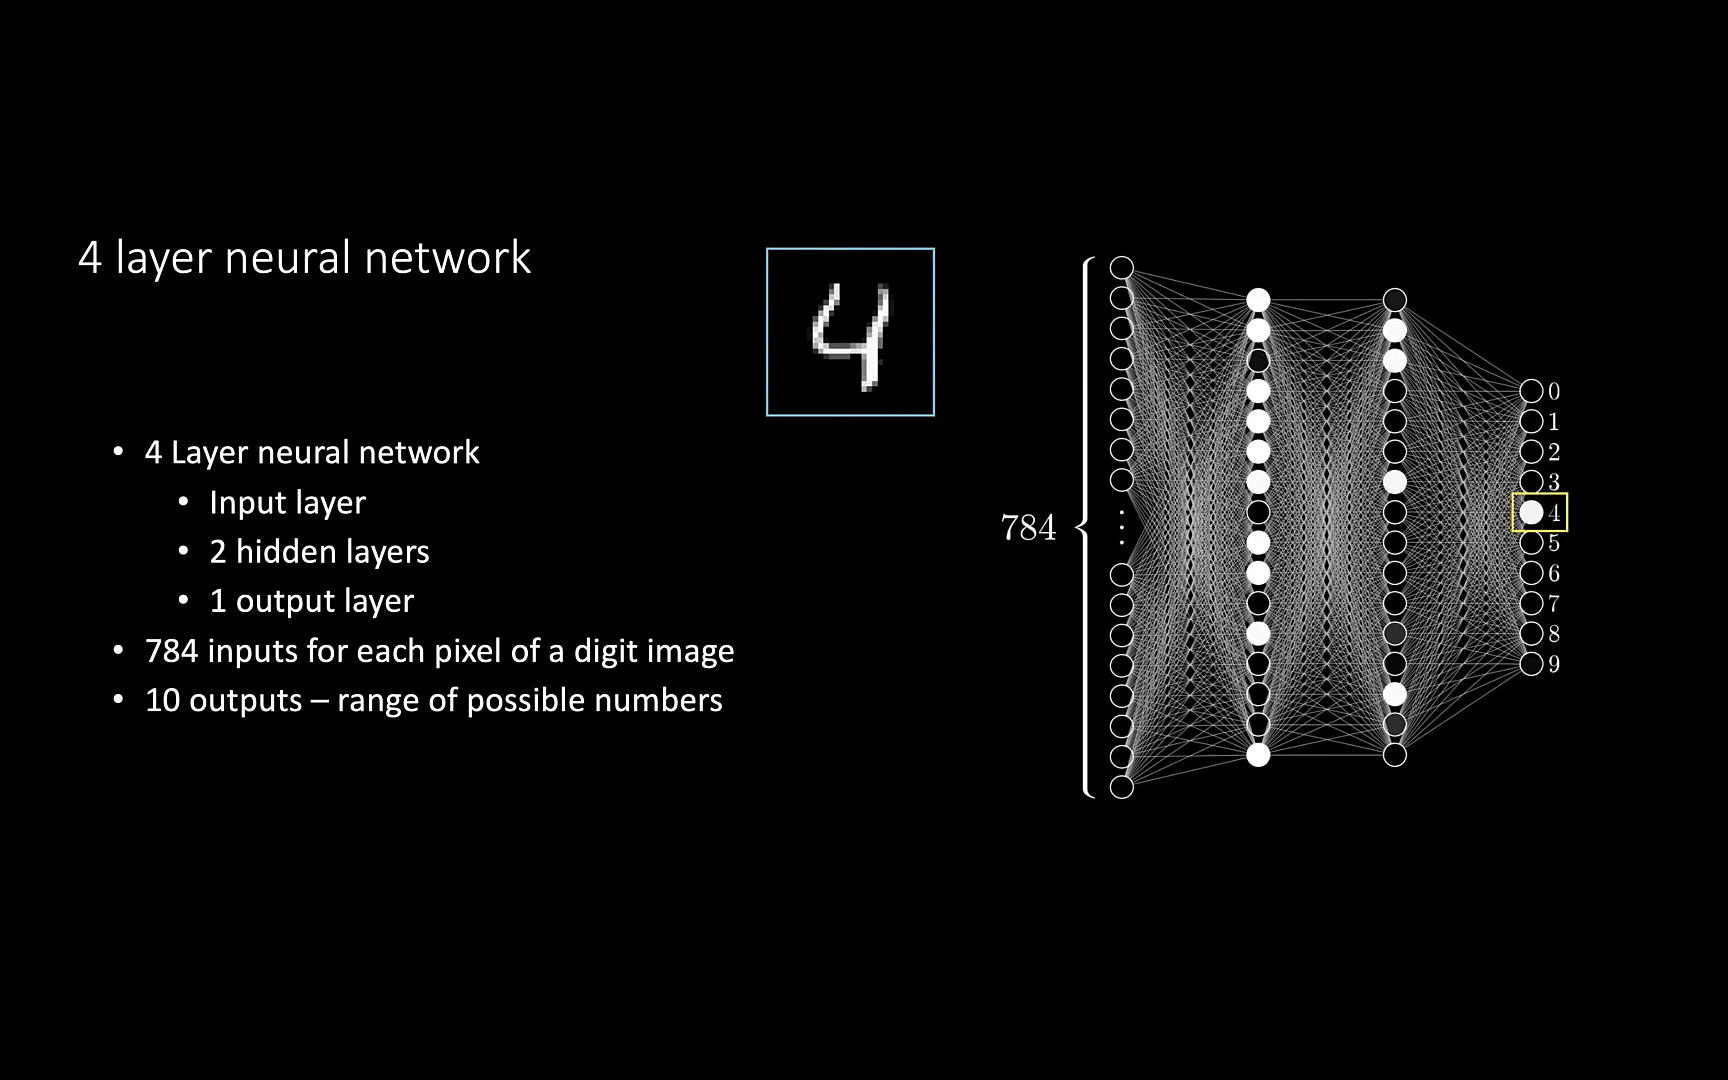 4 layer neural network
4
• 4 Layer neural network
• Input layer
• 2 hidden layers
• 1 output layer
• 784 inputs for each pixel of a digit image
• 10 outputs – range of possible numbers
784
0
1
2
3
4
5
6
7
8
9